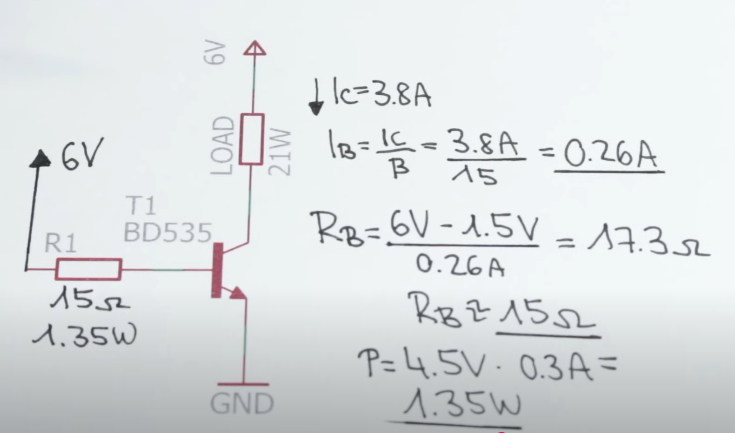 6V
LOAD
21W
↓ Ic=3.8A
IB = Ic/B = 3.8A/15 = 0.26A
6V
T1
BD535
R1
RB = 6V - 1.5V/0.26A = 17.3Ω
15Ω
1.35W
RB ≈ 15Ω
P = 4.5V · 0.3A =
1.35W
GND